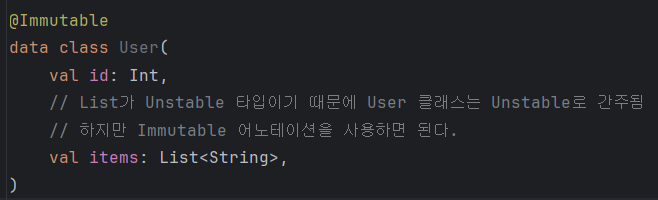 @Immutable
data class User(
    val id: Int,
    // List가 Unstable 타입이기 때문에 User 클래스는 Unstable로 간주됨
    // 하지만 Immutable 어노테이션을 사용하면 된다.
    val items: List<String>,
)